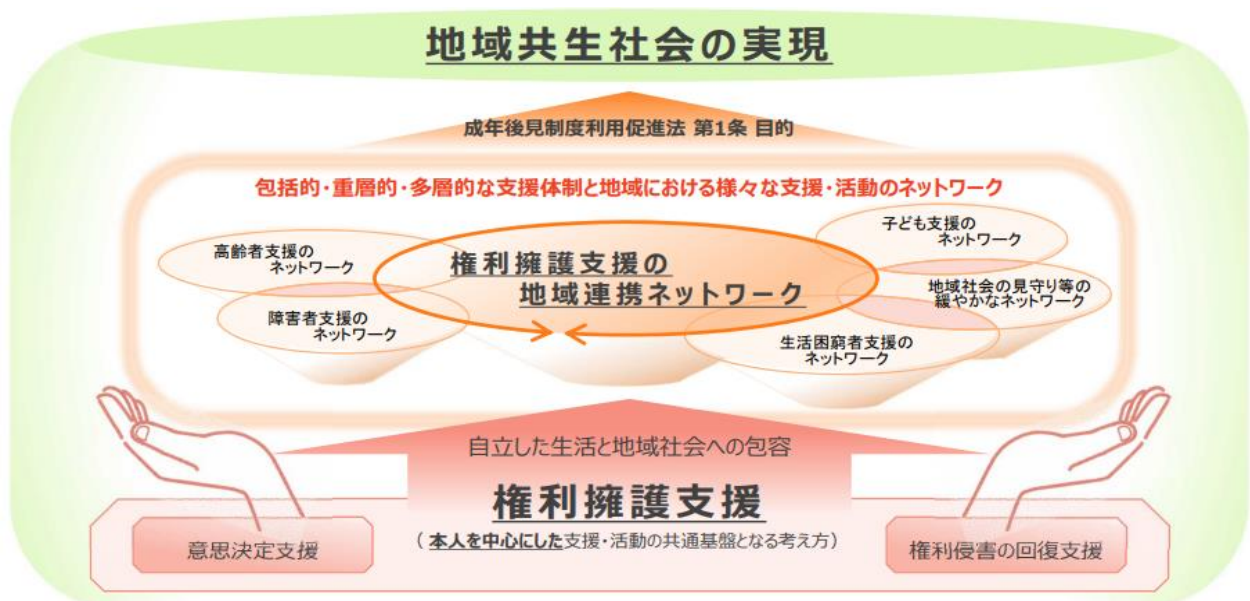 地域共生社会の実現
成年後見制度利用促進法 第1条 目的
包括的・重層的・多層的な支援体制と地域における様々な支援・活動のネットワーク
高齢者支援の
ネットワーク
障害者支援の
ネットワーク
権利擁護支援の
地域連携ネットワーク
子ども支援の
ネットワーク
地域社会の見守り等の
緩やかなネットワーク
生活困窮者支援の
ネットワーク
自立した生活と地域社会への包容
権利擁護支援
(本人を中心にした支援・活動の共通基盤となる考え方)
意思決定支援
権利侵害の回復支援